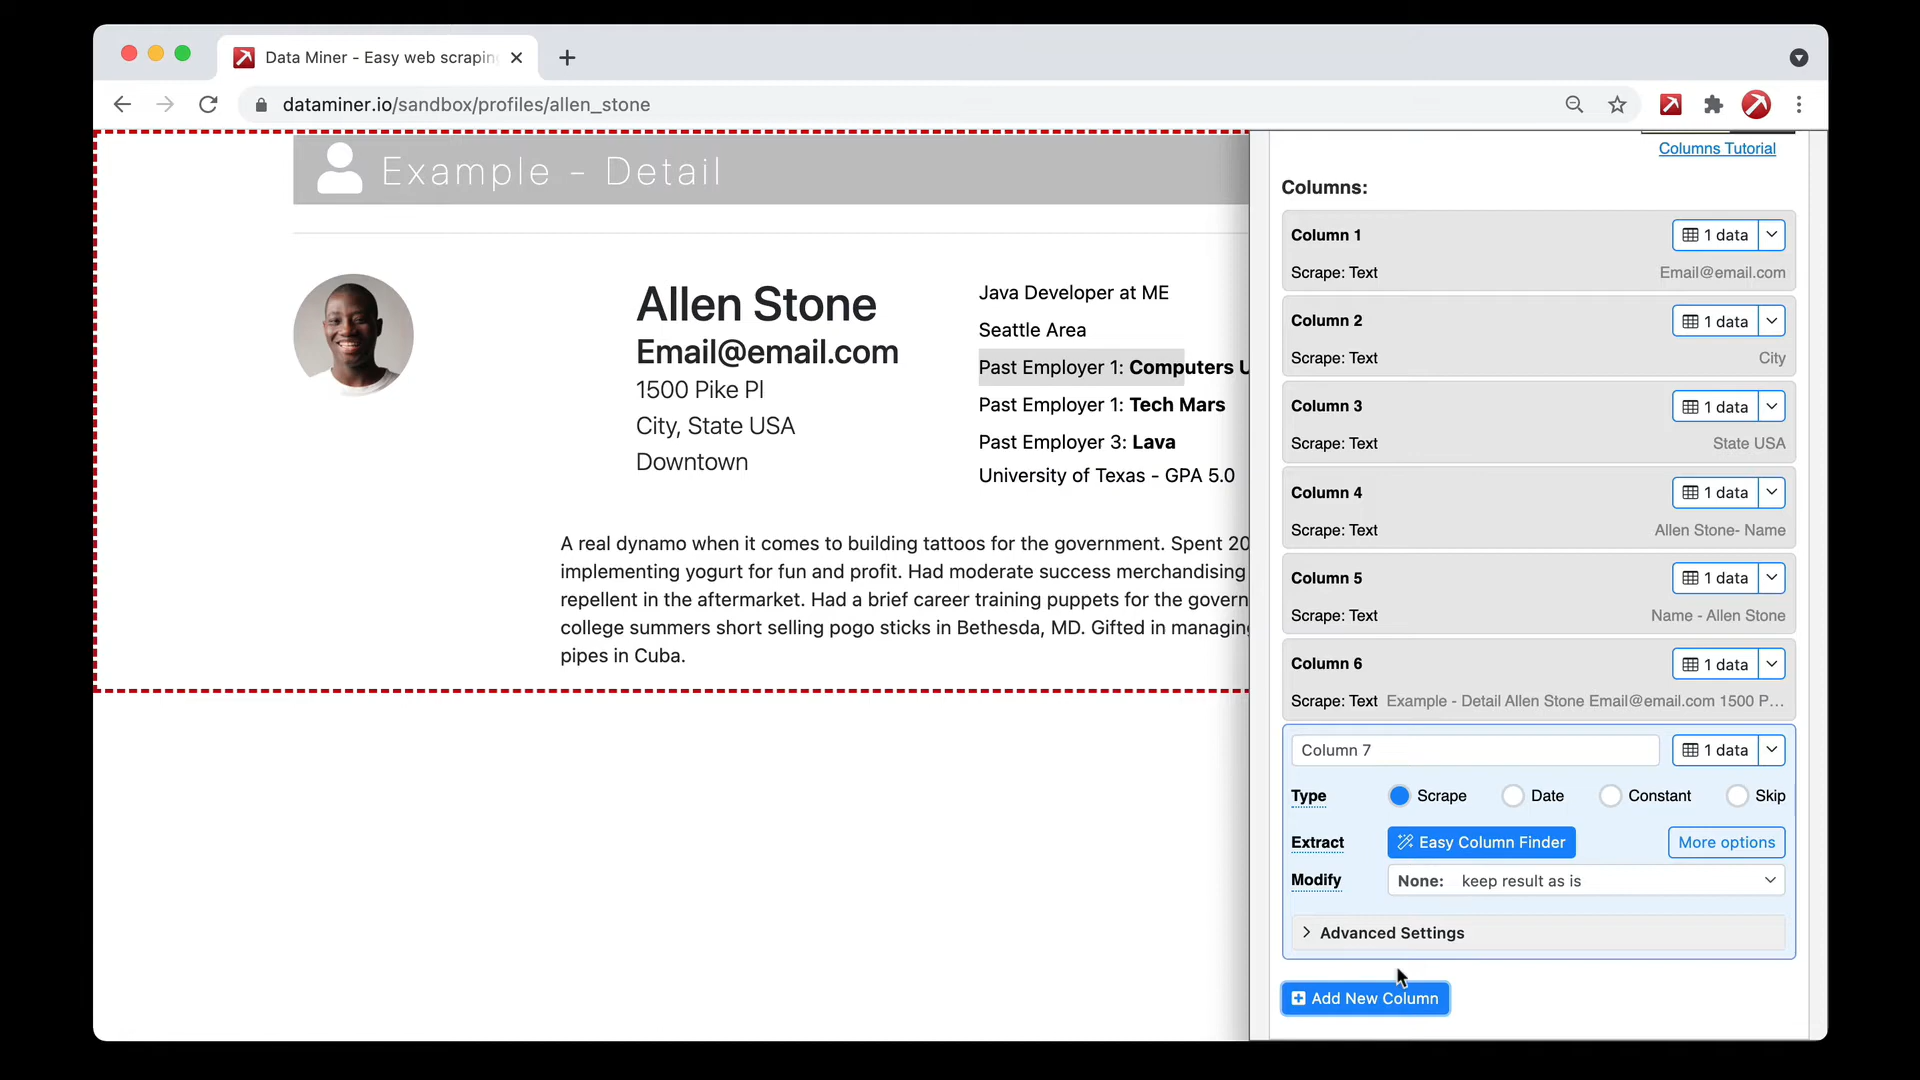 Data Miner - Easy web scraping
dataminer.io/sandbox/profiles/allen_stone
Example - Detail
Allen Stone
Email@email.com
1500 Pike Pl
City, State USA
Downtown
Java Developer at ME
Seattle Area
Past Employer 1: Computers U
Past Employer 1: Tech Mars
Past Employer 3: Lava
University of Texas - GPA 5.0
A real dynamo when it comes to building tattoos for the government. Spent 20
implementing yogurt for fun and profit. Had moderate success merchandising
repellent in the aftermarket. Had a brief career training puppets for the govern
college summers short selling pogo sticks in Bethesda, MD. Gifted in managing
pipes in Cuba.
Columns Tutorial
Columns:
Column 1 1 data
Scrape: Text Email@email.com
Column 2 1 data
Scrape: Text City
Column 3 1 data
Scrape: Text State USA
Column 4 1 data
Scrape: Text Allen Stone- Name
Column 5 1 data
Scrape: Text Name - Allen Stone
Column 6 1 data
Scrape: Text Example - Detail Allen Stone Email@email.com 1500 P...
Column 7 1 data
Type Scrape Date Constant Skip
Extract Easy Column Finder More options
Modify None: keep result as is
Advanced Settings
Add New Column